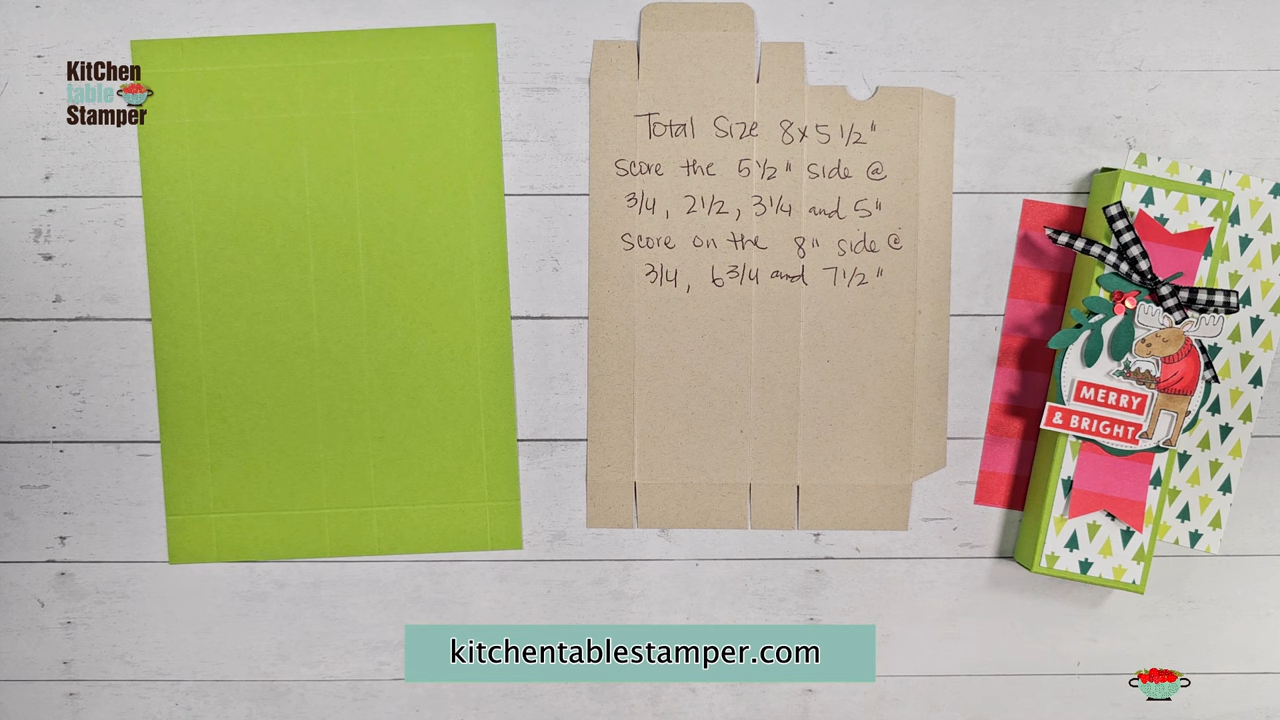 KitChen
table
Stamper
Total Size 8x5 1/2"
Score the 5 1/2" side @
3/4, 2 1/2, 3 1/4 and 5"
Score on the 8" side @
3/4, 6 3/4 and 7 1/2"
MERRY
& BRIGHT
kitchentablestamper.com